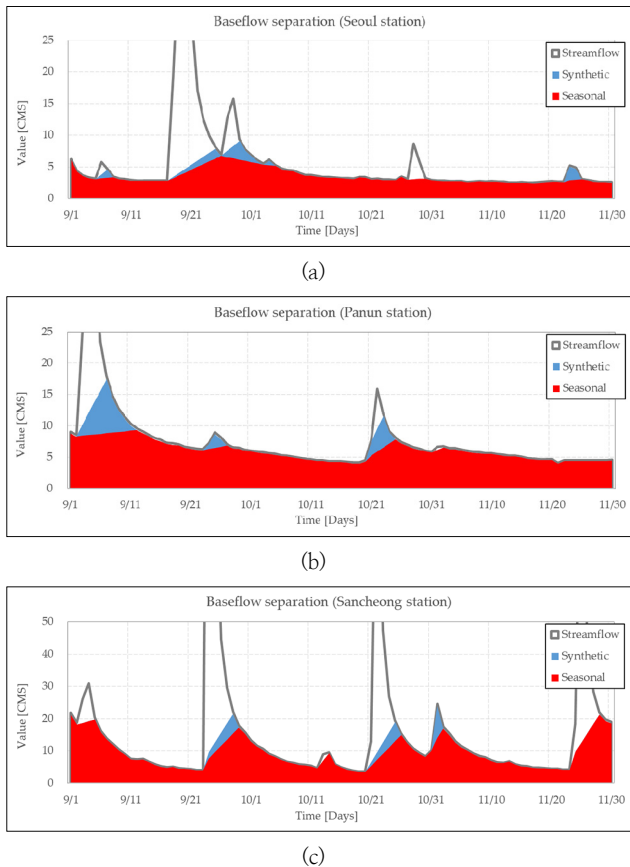 Baseflow separation (Seoul station)
25
20
15
10
5
0
Value [CMS]
Streamflow
Synthetic
Seasonal
9/1 9/11 9/21 10/1 10/11 10/21 10/31 11/10 11/20 11/30
Time [Days]
(a)
Baseflow separation (Panun station)
25
20
15
10
5
0
Value [CMS]
Streamflow
Synthetic
Seasonal
9/1 9/11 9/21 10/1 10/11 10/21 10/31 11/10 11/20 11/30
Time [Days]
(b)
Baseflow separation (Sancheong station)
50
40
30
20
10
0
Value [CMS]
Streamflow
Synthetic
Seasonal
9/1 9/11 9/21 10/1 10/11 10/21 10/31 11/10 11/20 11/30
Time [Days]
(c)